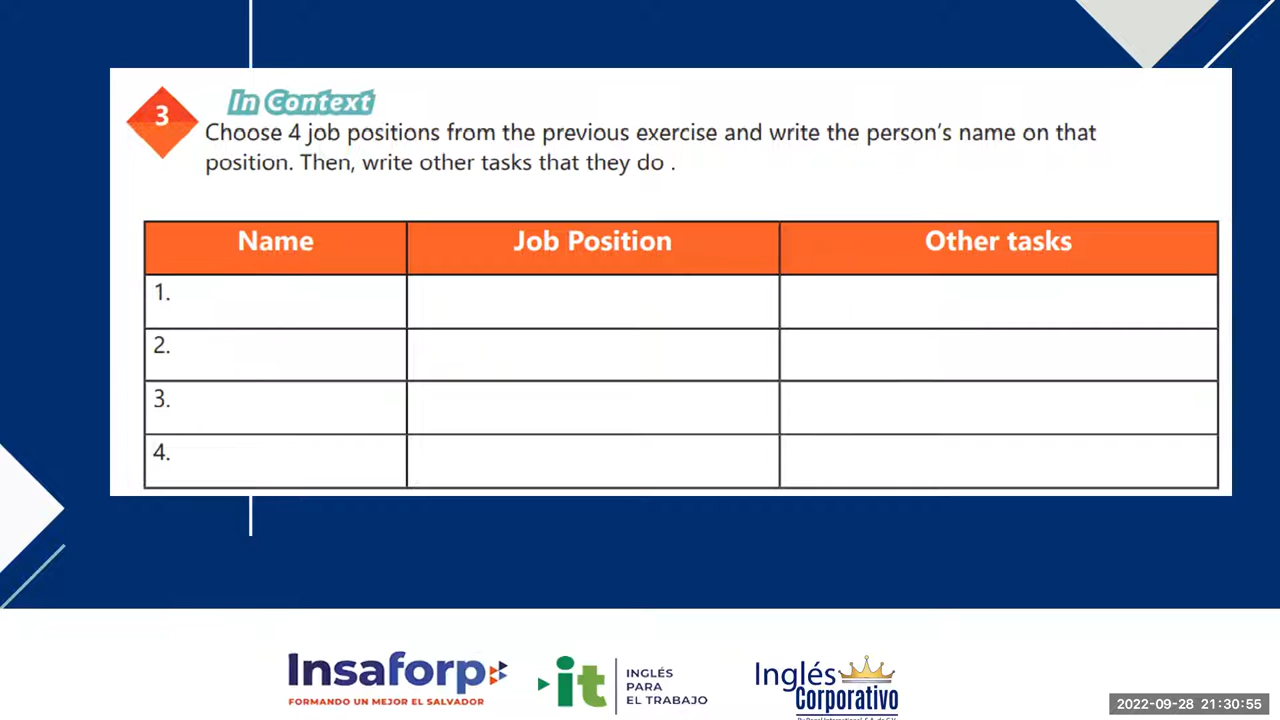 3
In Context
Choose 4 job positions from the previous exercise and write the person's name on that
position. Then, write other tasks that they do .
Name Job Position Other tasks
1.
2.
3.
4.
Insaforp
FORMANDO UN MEJOR EL SALVADOR
it
INGLÉS
PARA
EL TRABAJO
Inglés
Corporativo
2022-09-28 21:30:55